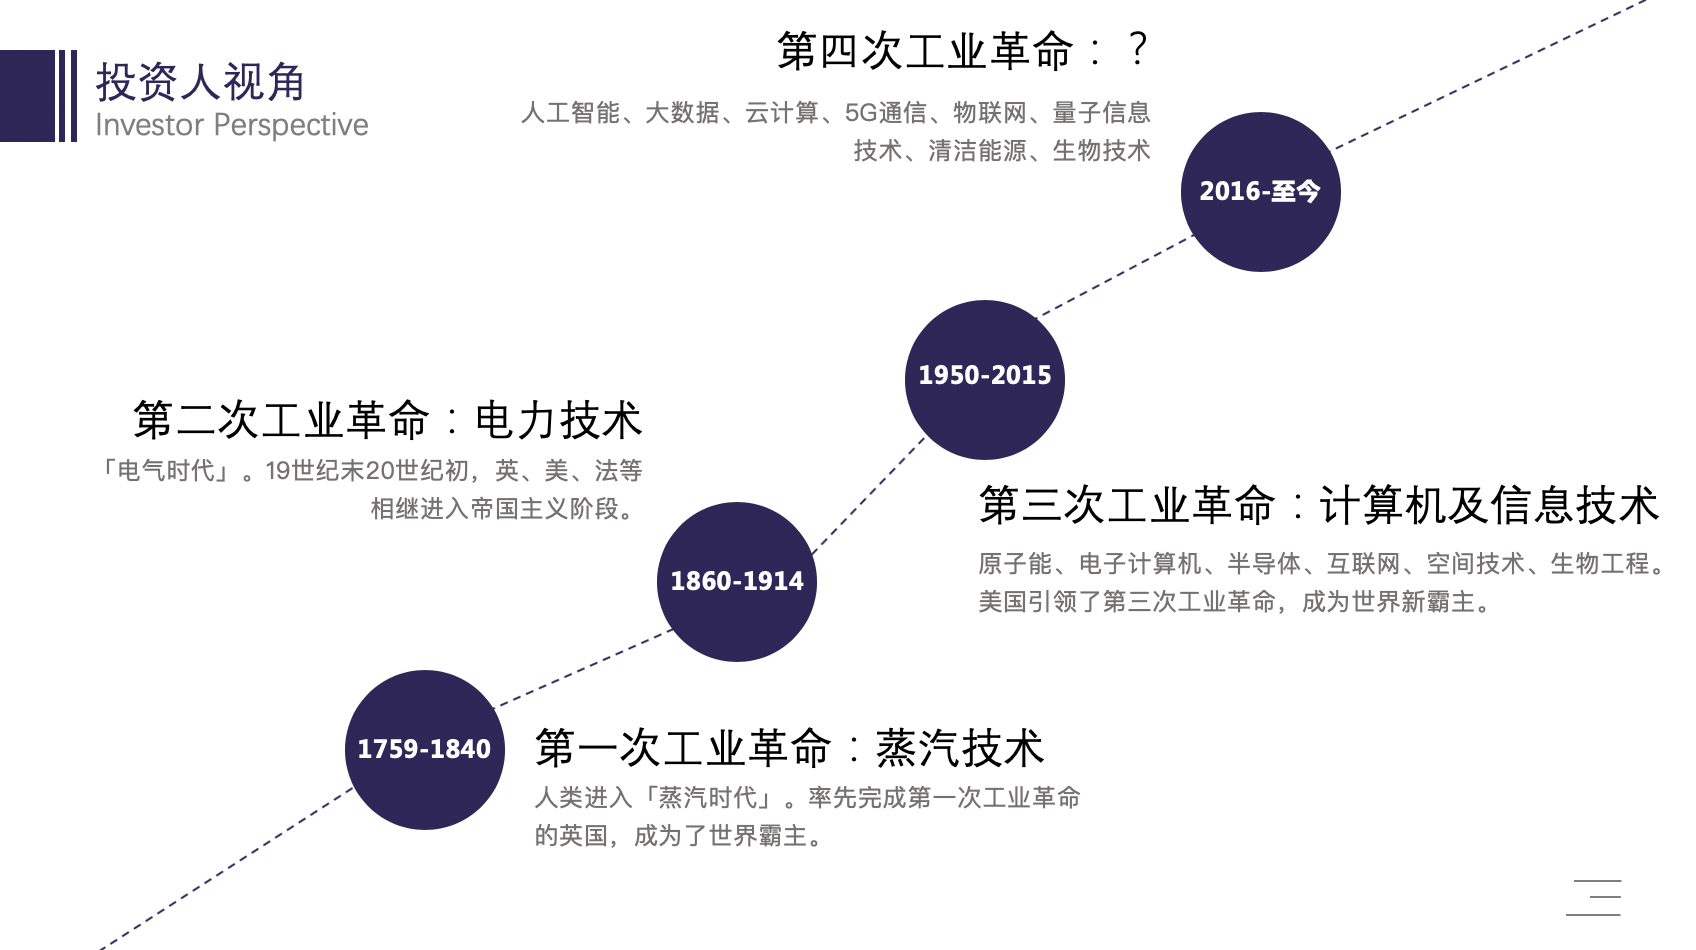 投资人视角
Investor Perspective
第四次工业革命：？
人工智能、大数据、云计算、5G通信、物联网、量子信息
技术、清洁能源、生物技术
2016-至今
1950-2015
第三次工业革命：计算机及信息技术
原子能、电子计算机、半导体、互联网、空间技术、生物工程。
美国引领了第三次工业革命，成为世界新霸主。
第二次工业革命：电力技术
「电气时代」。19世纪末20世纪初，英、美、法等
相继进入帝国主义阶段。
1860-1914
1759-1840
第一次工业革命：蒸汽技术
人类进入「蒸汽时代」。率先完成第一次工业革命
的英国，成为了世界霸主。